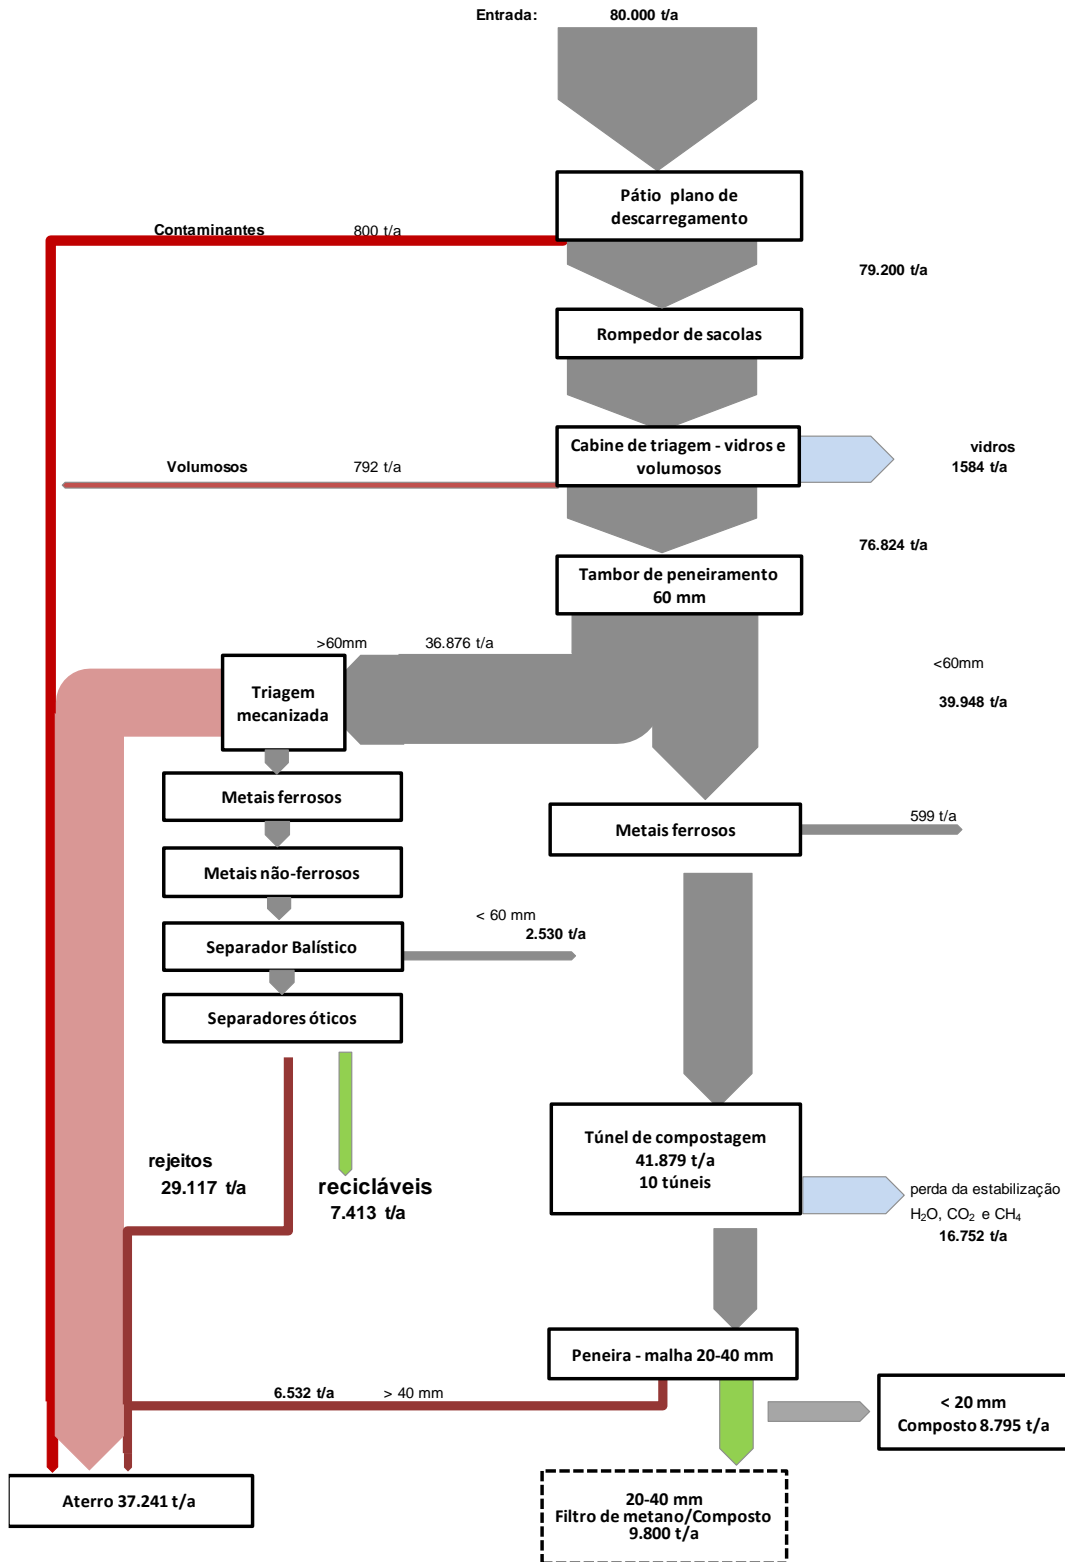 Entrada: 80.000 t/a
Pátio plano de
descarregamento
Contaminantes 800 t/a
79.200 t/a
Rompedor de sacolas
Cabine de triagem - vidros e
volumosos
vidros
1584 t/a
Volumosos 792 t/a
76.824 t/a
Tambor de peneiramento
60 mm
>60mm 36.876 t/a
<60mm
39.948 t/a
Triagem
mecanizada
Metais ferrosos
Metais ferrosos
599 t/a
Metais não-ferrosos
< 60 mm
2.530 t/a
Separador Balístico
Separadores óticos
Túnel de compostagem
41.879 t/a
10 túneis
rejeitos
29.117 t/a
recicláveis
7.413 t/a
perda da estabilização
H₂O, CO₂ e CH₄
16.752 t/a
Peneira - malha 20-40 mm
6.532 t/a > 40 mm
< 20 mm
Composto 8.795 t/a
Aterro 37.241 t/a
20-40 mm
Filtro de metano/Composto
9.800 t/a